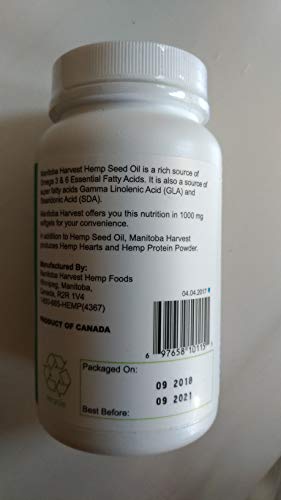 Manitoba Harvest Hemp Seed Oil is a rich source of
Omega 3 & 6 Essential Fatty Acids. It is also a source of
super fatty acids Gamma Linolenic Acid (GLA) and
Stearidonic Acid (SDA).
Manitoba Harvest offers you this nutrition in 1000 mg
softgels for your convenience.
In addition to Hemp Seed Oil, Manitoba Harvest
produces Hemp Hearts and Hemp Protein Powder.
Manufactured By:
Manitoba Harvest Hemp Foods
Winnipeg, Manitoba,
Canada, R2R 1V4
1-800-665-HEMP(4367)
PRODUCT OF CANADA
04.04.2017
6 97658 10115
Packaged On:
09 2018
09 2021
Best Before: